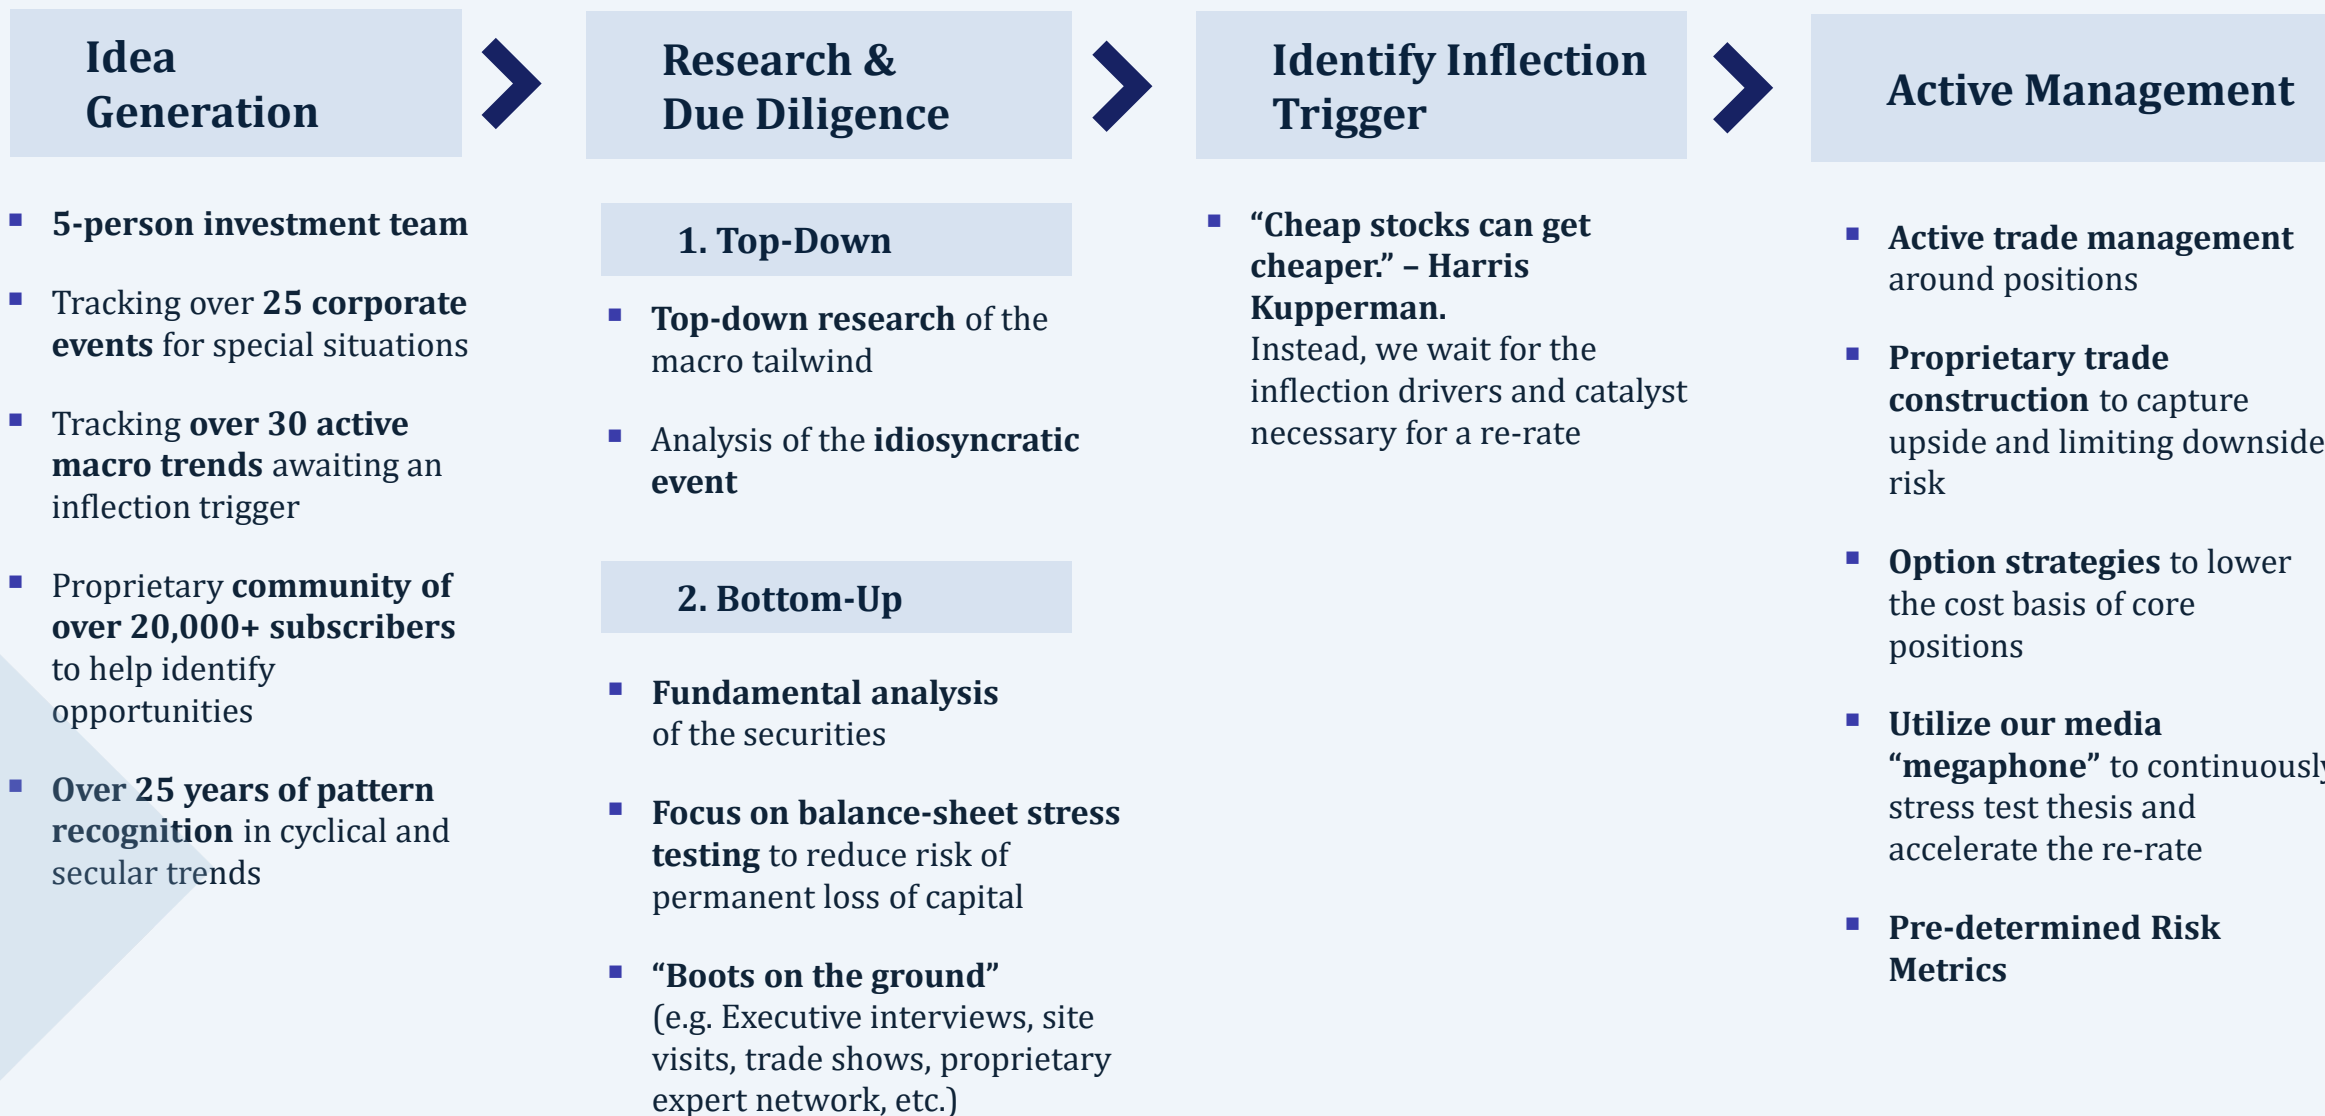 Idea
Generation
Research &
Due Diligence
Identify Inflection
Trigger
Active Management
▪ 5-person investment team
▪ Tracking over 25 corporate
events for special situations
▪ Tracking over 30 active
macro trends awaiting an
inflection trigger
▪ Proprietary community of
over 20,000+ subscribers
to help identify
opportunities
▪ Over 25 years of pattern
recognition in cyclical and
secular trends
1. Top-Down
▪ Top-down research of the
macro tailwind
▪ Analysis of the idiosyncratic
event
2. Bottom-Up
▪ Fundamental analysis
of the securities
▪ Focus on balance-sheet stress
testing to reduce risk of
permanent loss of capital
▪ “Boots on the ground”
(e.g. Executive interviews, site
visits, trade shows, proprietary
expert network, etc.)
▪ “Cheap stocks can get
cheaper.” – Harris
Kupperman.
Instead, we wait for the
inflection drivers and catalyst
necessary for a re-rate
▪ Active trade management
around positions
▪ Proprietary trade
construction to capture
upside and limiting downside
risk
▪ Option strategies to lower
the cost basis of core
positions
▪ Utilize our media
“megaphone” to continuously
stress test thesis and
accelerate the re-rate
▪ Pre-determined Risk
Metrics